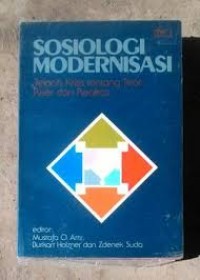 SOSIOLOGI
MODERNISASI
Telaah Kritis tentang Teori,
Riset dan Realitas
editor:
Mustafa O. Attir,
Burkart Holzner dan Zdenek Suda